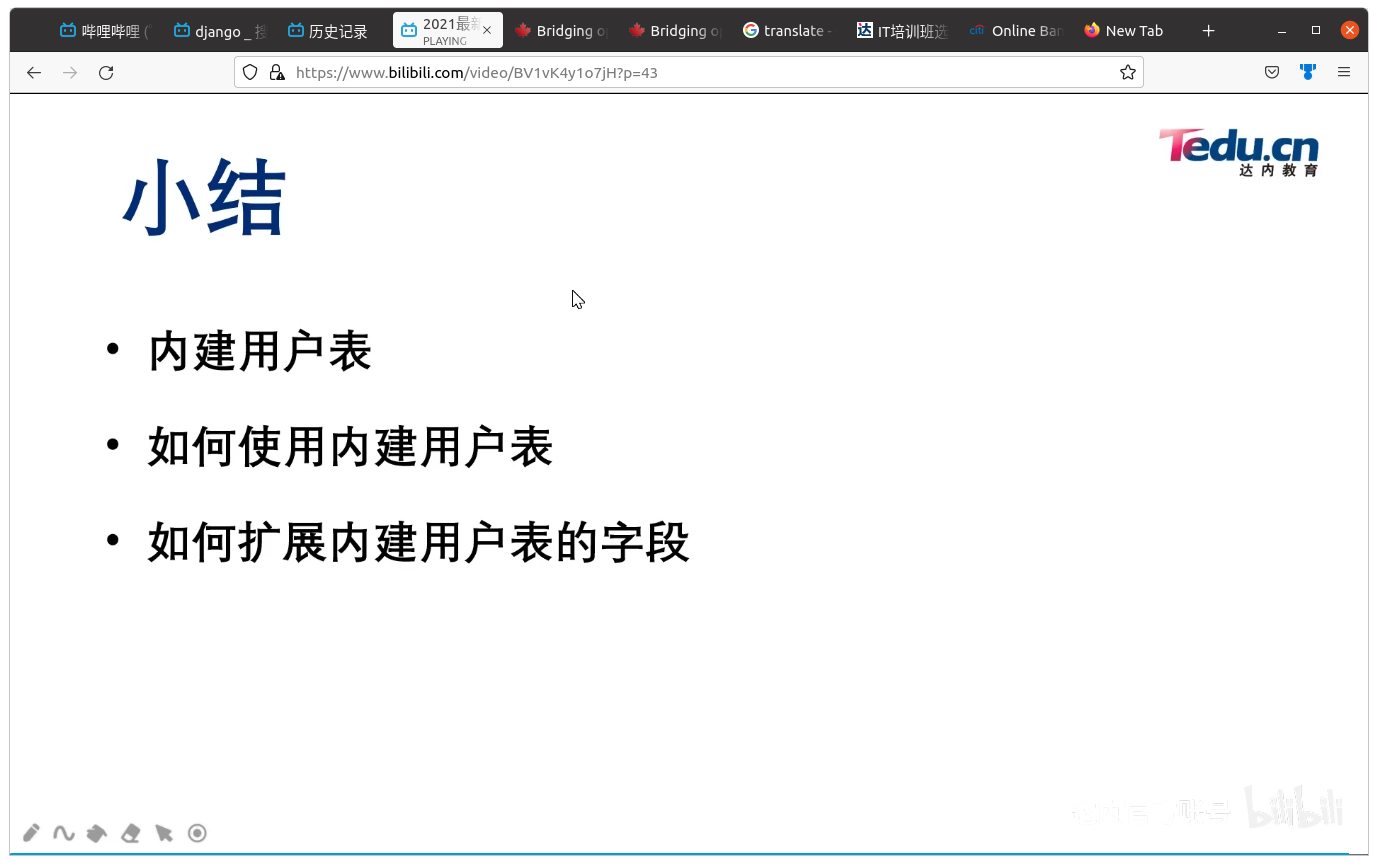 哔哩哔哩 (
django _ 搜
历史记录
2021最新
PLAYING
Bridging o
Bridging o
translate -
IT培训班选
citi
Online Ban
New Tab
https://www.bilibili.com/video/BV1vK4y1o7jH?p=43
Tedu.cn
达内教育
小结
• 内建用户表
• 如何使用内建用户表
• 如何扩展内建用户表的字段
bilibili